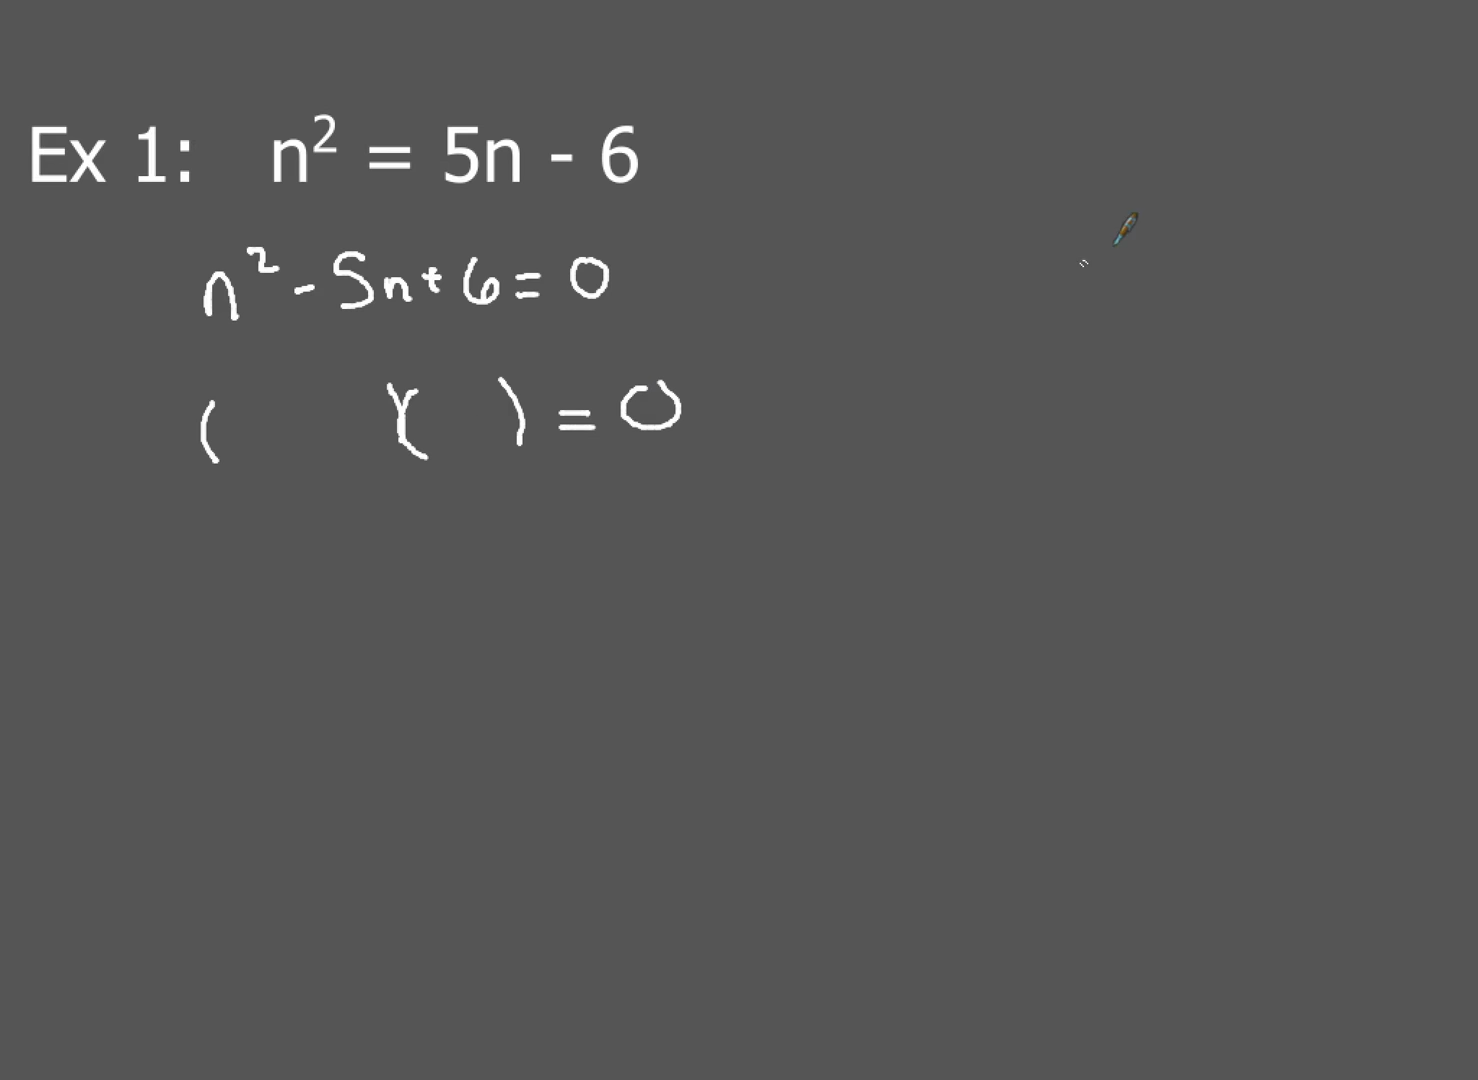 Ex 1: n² = 5n - 6
n² - 5n + 6 = 0
( )( ) = 0